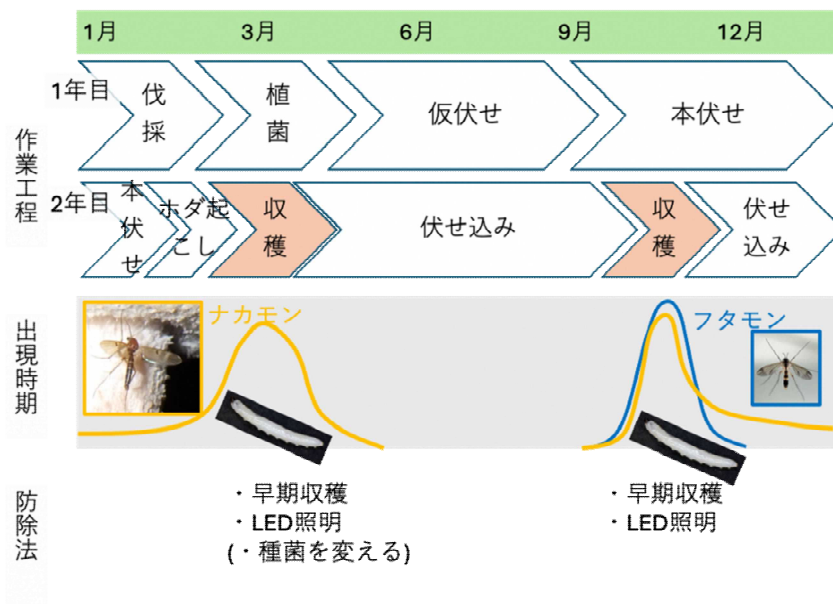 1月 3月 6月 9月 12月
作業工程
1年目
伐採
植菌
仮伏せ
本伏せ
2年目
本伏せ
ホダ起こし
収穫
伏せ込み
収穫
伏せ込み
出現時期
ナカモン
フタモン
防除法
・早期収穫
・LED照明
(・種菌を変える)
・早期収穫
・LED照明